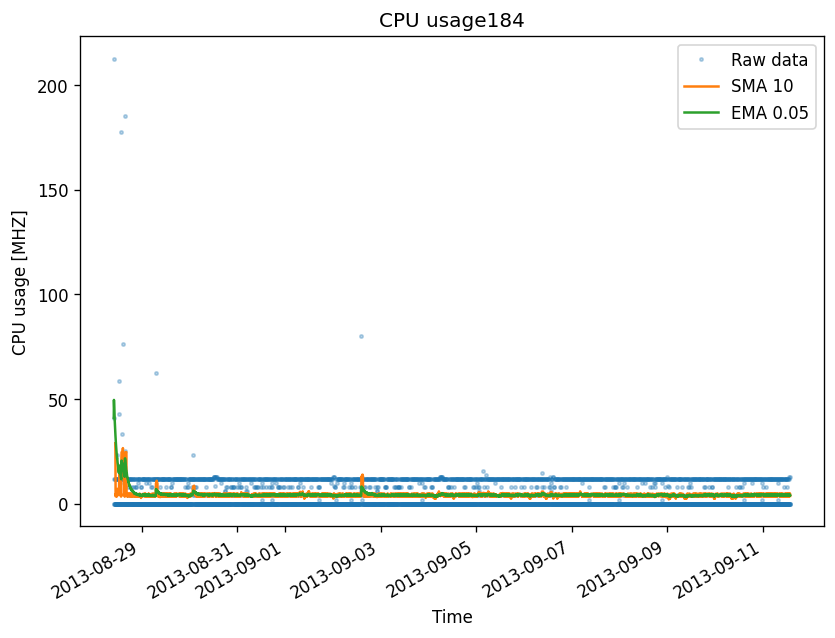 CPU usage184
Raw data
SMA 10
EMA 0.05
CPU usage [MHZ]
200
150
100
50
0
2013-08-29
2013-08-31
2013-09-01
2013-09-03
2013-09-05
2013-09-07
2013-09-09
2013-09-11
Time